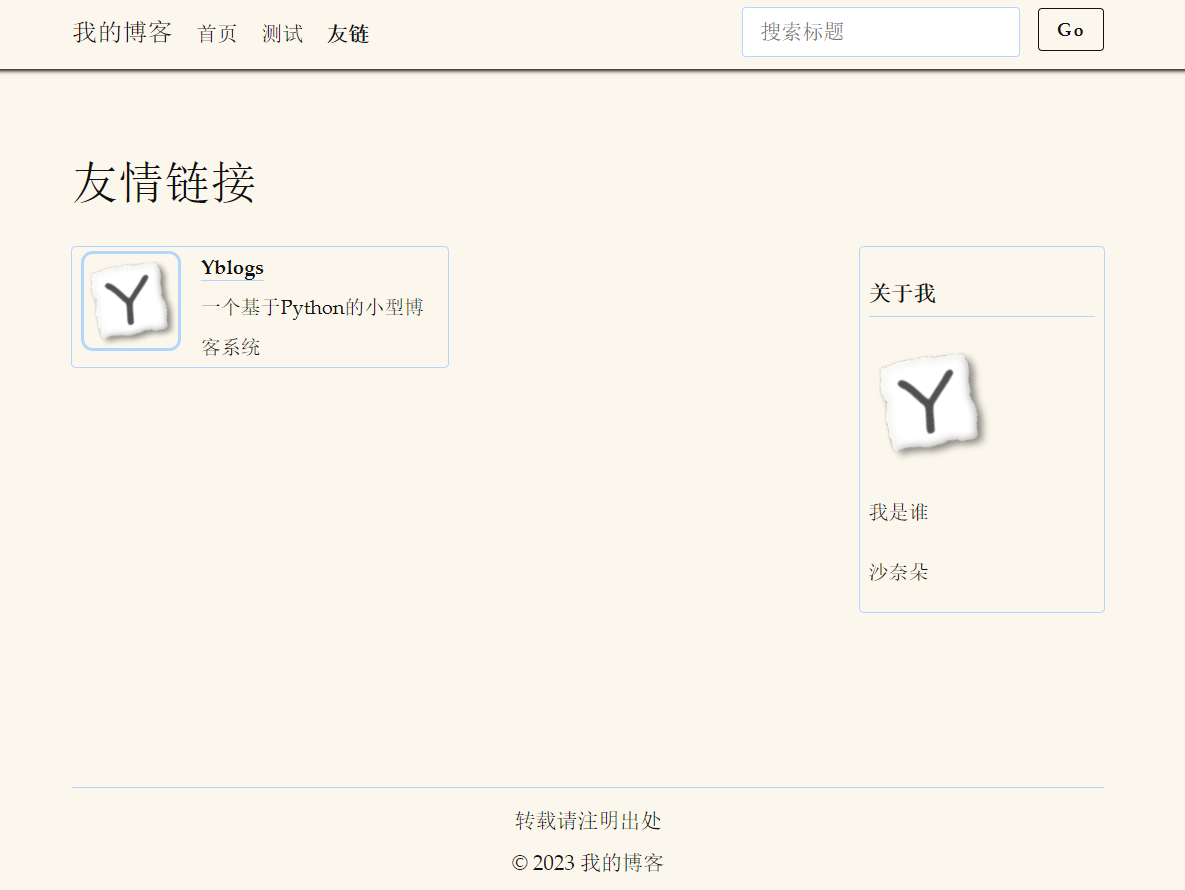 我的博客 首页 测试 友链 搜索标题 Go
友情链接
Y
Yblogs
一个基于Python的小型博
客系统
关于我
Y
我是谁
沙奈朵
转载请注明出处
© 2023 我的博客